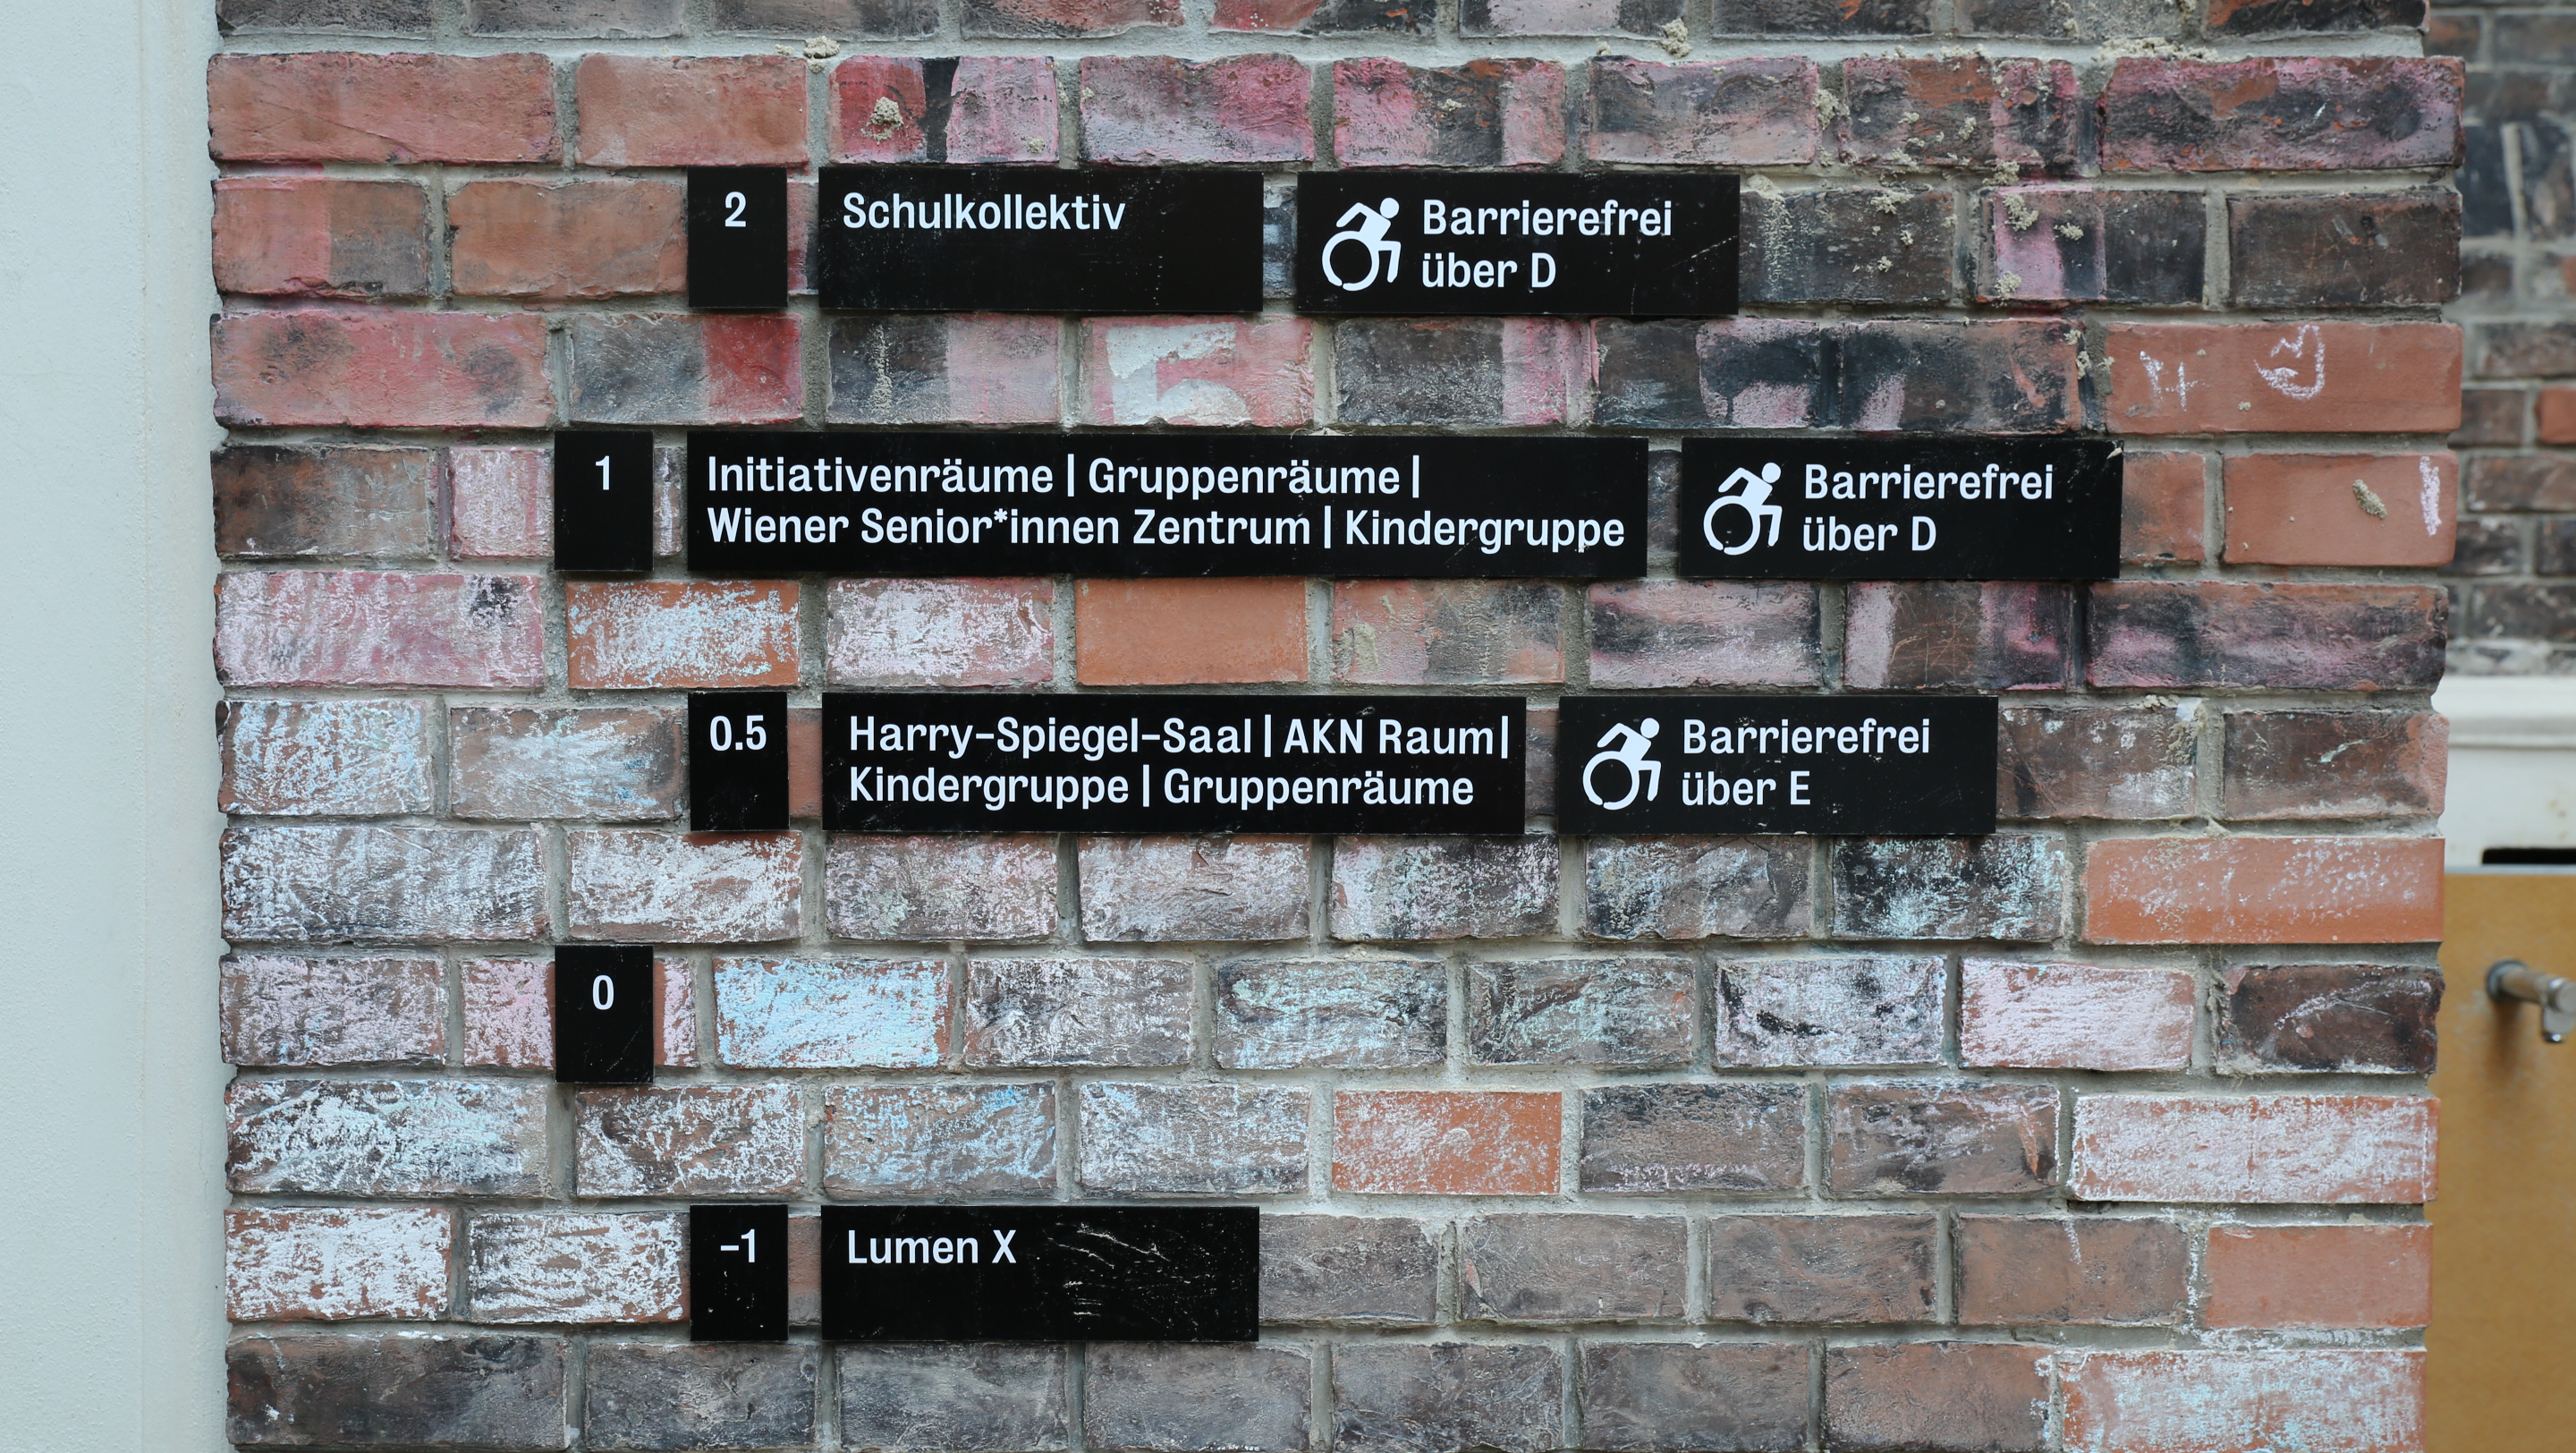 2
Schulkollektiv
Barrierefrei
über D
5
1
Initiativenräume | Gruppenräume |
Wiener Senior*innen Zentrum | Kindergruppe
Barrierefrei
über D
0.5
Harry-Spiegel-Saal | AKN Raum |
Kindergruppe | Gruppenräume
Barrierefrei
über E
0
-1
Lumen X